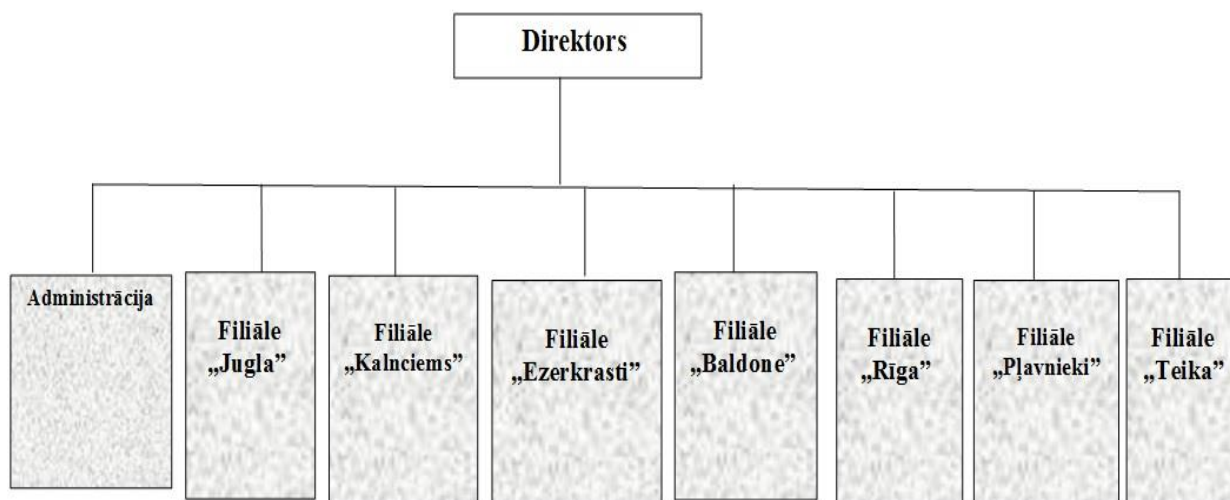 Direktors
Administrācija
Filiāle
„Jugla”
Filiāle
„Kalnciems”
Filiāle
„Ezerkrasti”
Filiāle
„Baldone”
Filiāle
„Rīga”
Filiāle
„Pļavnieki”
Filiāle
„Teika”